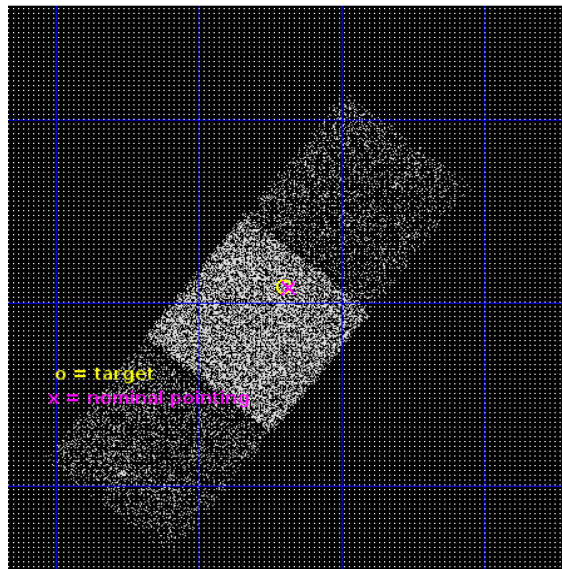 o = target
x = nominal pointing